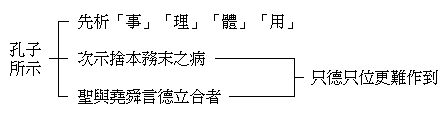 孔子
所示
先析「事」「理」「體」「用」
次示捨本務末之病
聖與堯舜言德立合者
只德只位更難作到